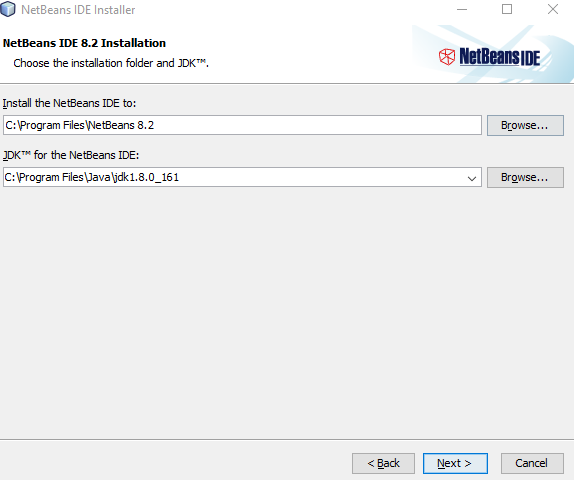 NetBeans IDE Installer
NetBeans IDE 8.2 Installation
Choose the installation folder and JDK™.
NetBeans IDE
Install the NetBeans IDE to:
C:\Program Files\NetBeans 8.2
Browse...
JDK™ for the NetBeans IDE:
C:\Program Files\Java\jdk1.8.0_161
Browse...
< Back
Next >
Cancel